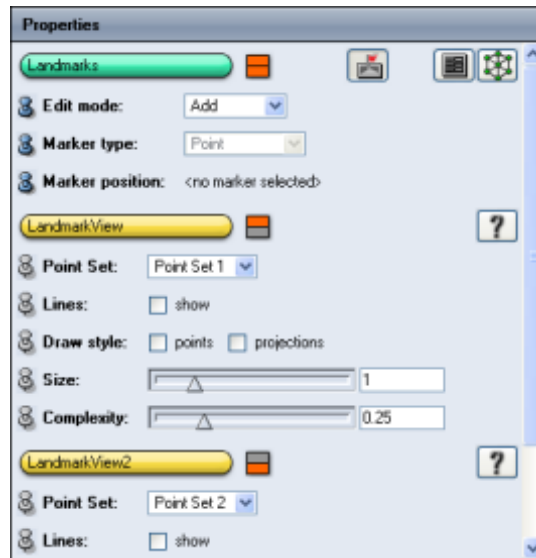 Properties
Landmarks
Edit mode: Add
Marker type: Point
Marker position: <no marker selected>
LandmarkView
?
Point Set: Point Set 1
Lines: show
Draw style: points projections
Size: 1
Complexity: 0.25
LandmarkView2
?
Point Set: Point Set 2
Lines: show